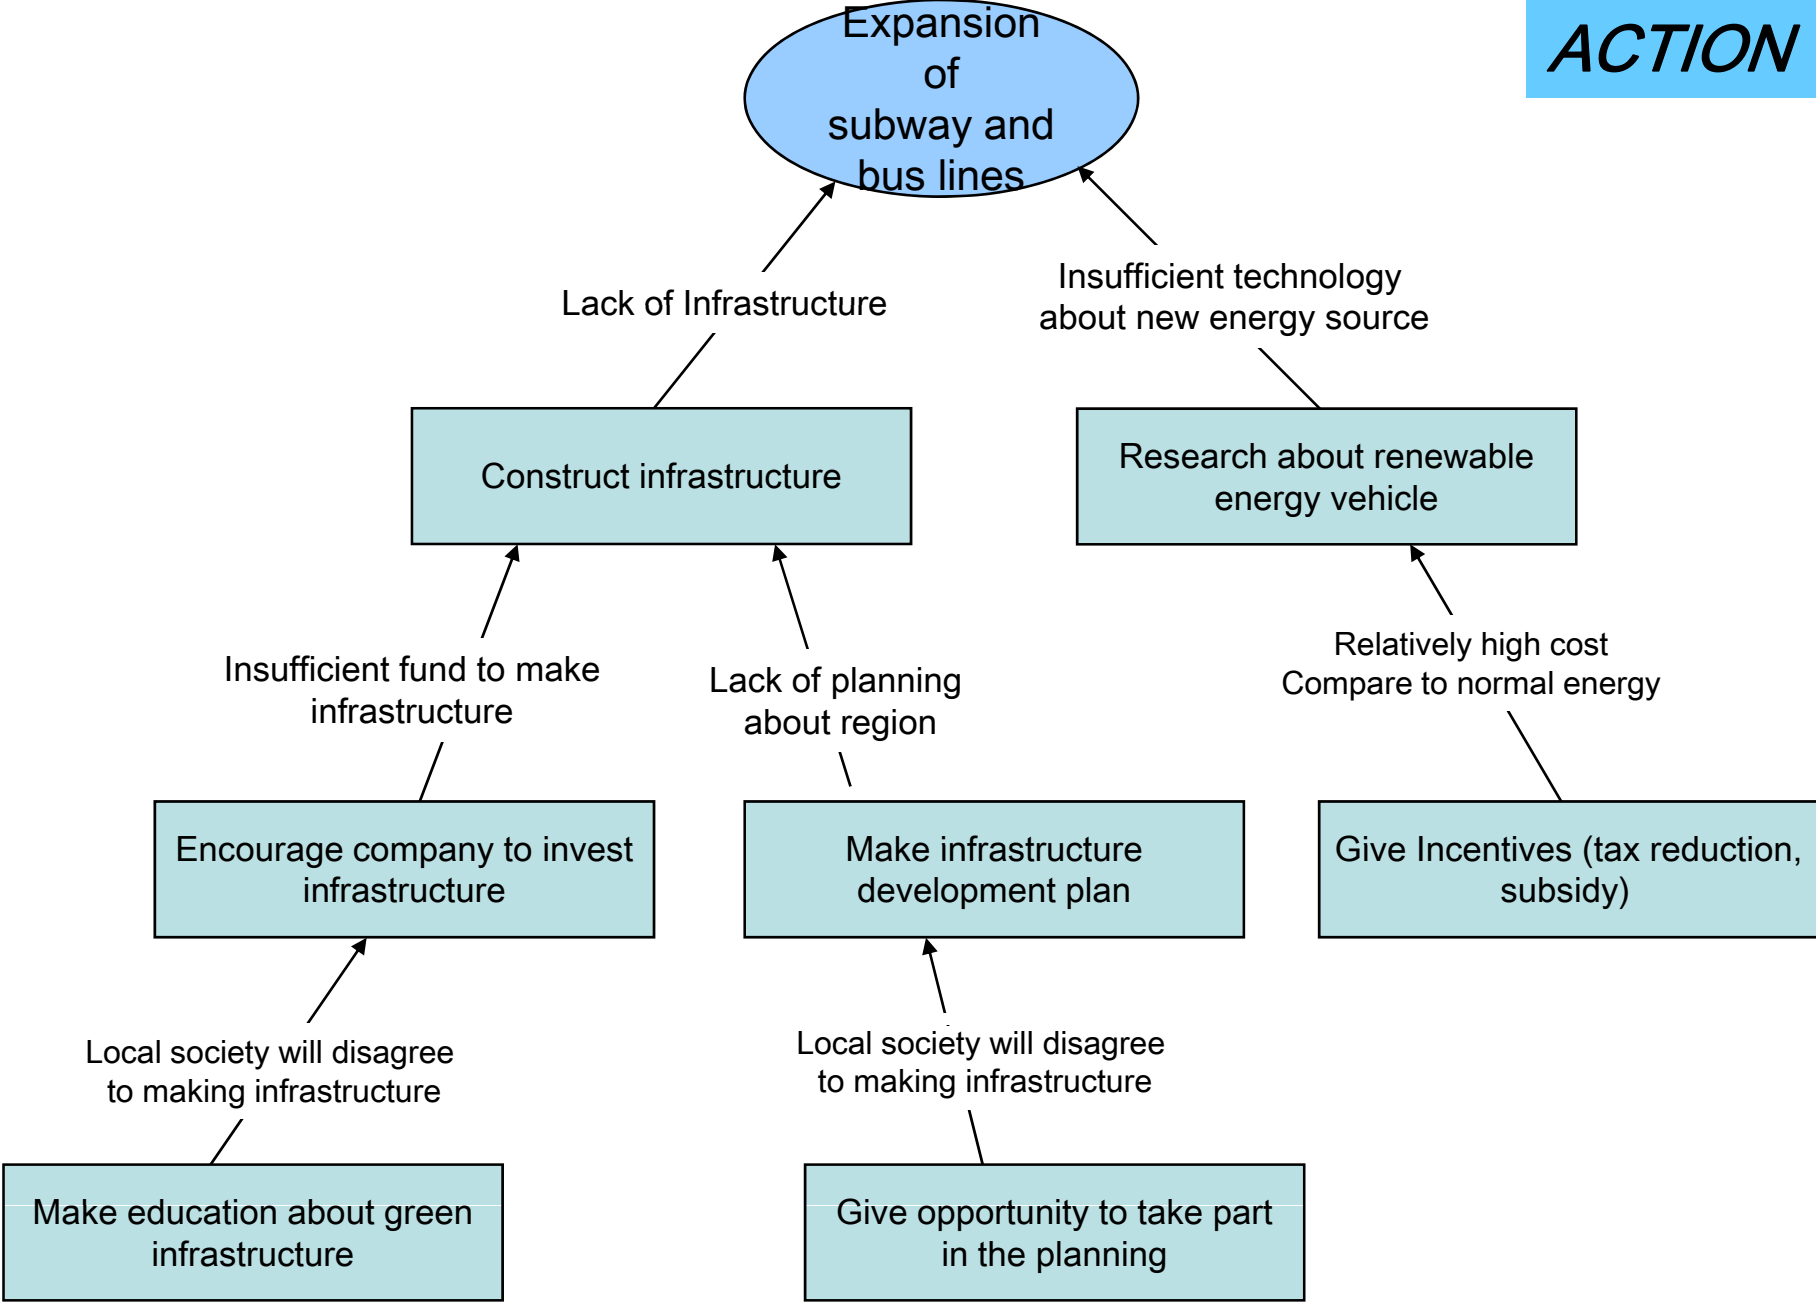 Expansion
of
subway and
bus lines
ACTION
Lack of Infrastructure
Insufficient technology
about new energy source
Construct infrastructure
Research about renewable
energy vehicle
Insufficient fund to make
infrastructure
Lack of planning
about region
Relatively high cost
Compare to normal energy
Encourage company to invest
infrastructure
Make infrastructure
development plan
Give Incentives (tax reduction,
subsidy)
Local society will disagree
to making infrastructure
Local society will disagree
to making infrastructure
Make education about green
infrastructure
Give opportunity to take part
in the planning